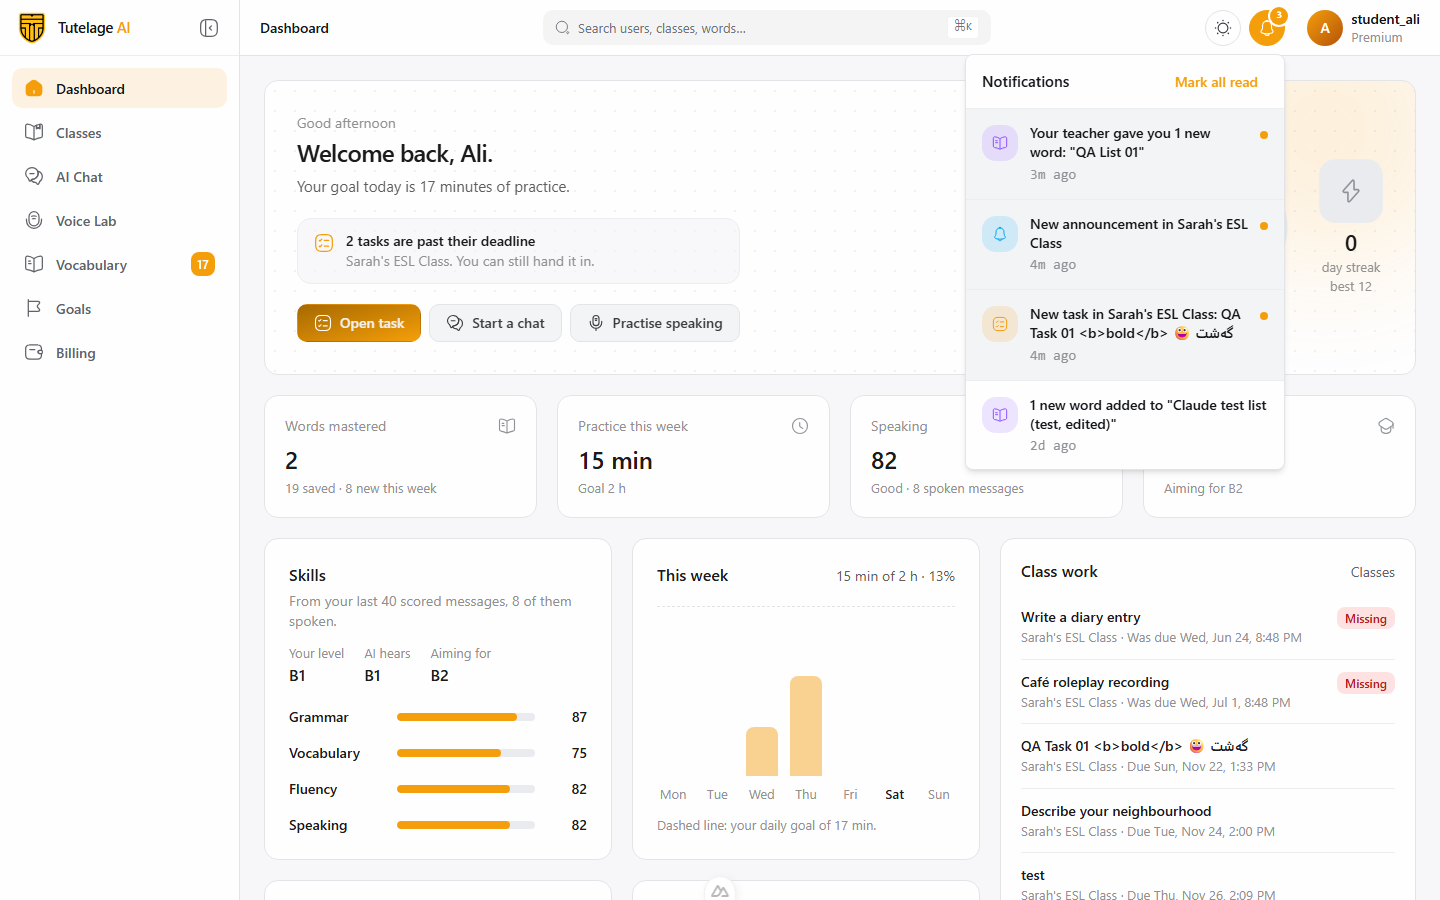 Tutelage AI
Dashboard
Classes
AI Chat
Voice Lab
Vocabulary 17
Goals
Billing
Dashboard
Search users, classes, words... ⌘K
3
A
student_ali
Premium
Good afternoon
Welcome back, Ali.
Your goal today is 17 minutes of practice.
2 tasks are past their deadline
Sarah's ESL Class. You can still hand it in.
Open task
Start a chat
Practise speaking
0
day streak
best 12
Notifications
Mark all read
Your teacher gave you 1 new
word: "QA List 01"
3m ago
New announcement in Sarah's ESL
Class
4m ago
New task in Sarah's ESL Class: QA
Task 01 <b>bold</b> 😀 گەشت
4m ago
1 new word added to "Claude test list
(test, edited)"
2d ago
Words mastered
2
19 saved · 8 new this week
Practice this week
15 min
Goal 2 h
Speaking
82
Good · 8 spoken messages
Aiming for B2
Skills
From your last 40 scored messages, 8 of them
spoken.
Your level AI hears Aiming for
B1 B1 B2
Grammar 87
Vocabulary 75
Fluency 82
Speaking 82
This week
15 min of 2 h · 13%
Mon Tue Wed Thu Fri Sat Sun
Dashed line: your daily goal of 17 min.
Class work
Classes
Write a diary entry
Missing
Sarah's ESL Class · Was due Wed, Jun 24, 8:48 PM
Café roleplay recording
Missing
Sarah's ESL Class · Was due Wed, Jul 1, 8:48 PM
QA Task 01 <b>bold</b> 😀 گەشت
Sarah's ESL Class · Due Sun, Nov 22, 1:33 PM
Describe your neighbourhood
Sarah's ESL Class · Due Tue, Nov 24, 2:00 PM
test
Sarah's ESL Class · Due Thu, Nov 26, 2:09 PM